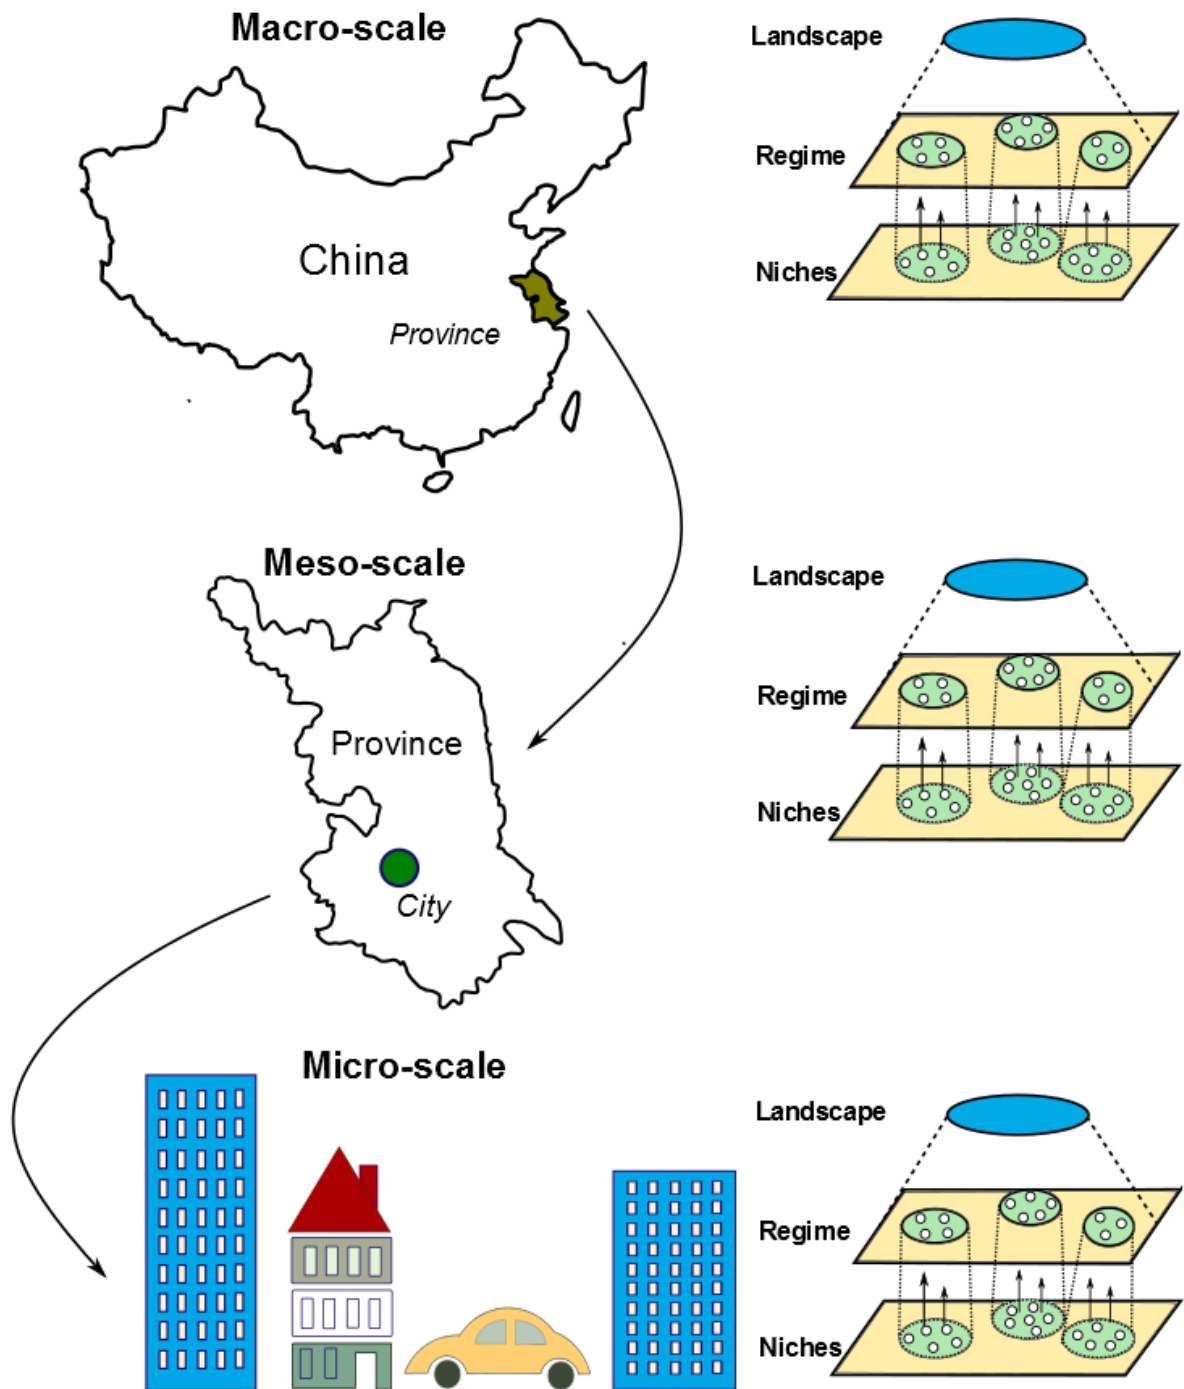 Macro-scale
Landscape
Regime
Niches
China
Province
Meso-scale
Landscape
Regime
Niches
Province
City
Micro-scale
Landscape
Regime
Niches